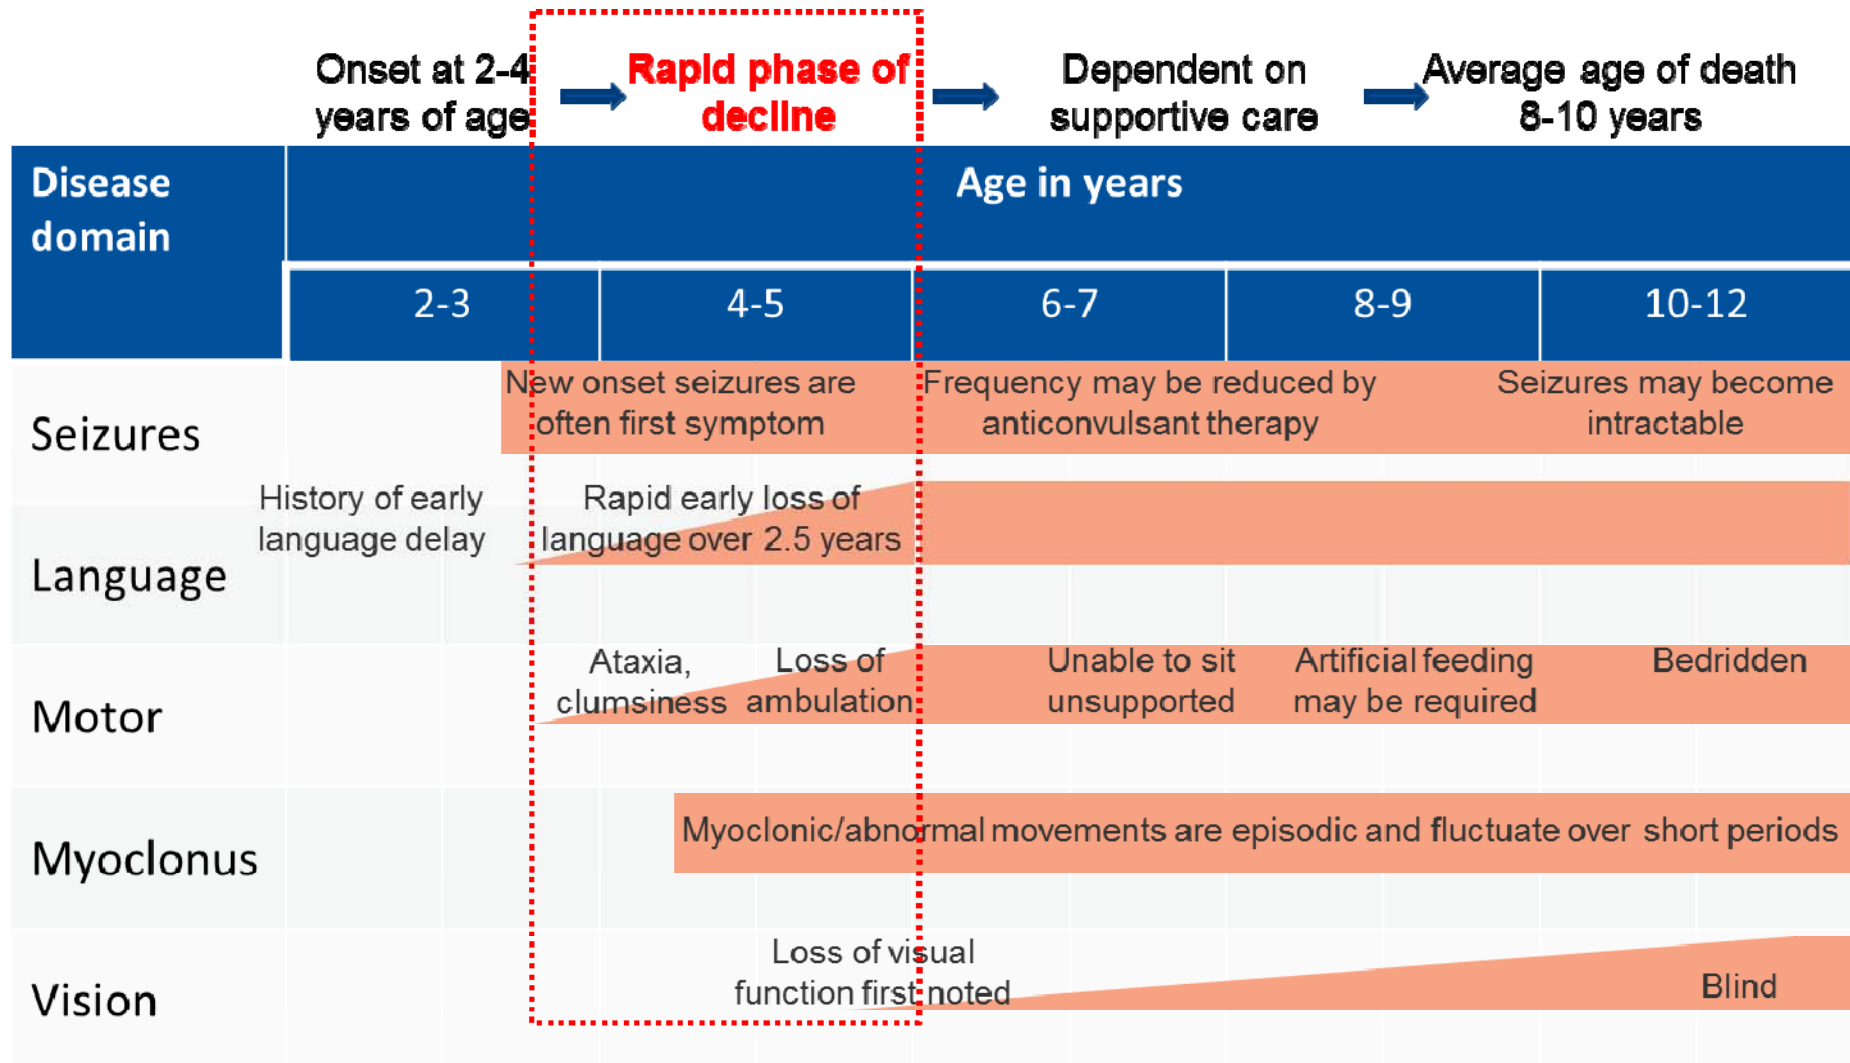 Onset at 2-4
years of age
Rapid phase of
decline
Dependent on
supportive care
Average age of death
8-10 years
Disease
domain
Age in years
2-3
4-5
6-7
8-9
10-12
Seizures
New onset seizures are
often first symptom
Frequency may be reduced by
anticonvulsant therapy
Seizures may become
intractable
Language
History of early
language delay
Rapid early loss of
language over 2.5 years
Motor
Ataxia,
clumsiness
Loss of
ambulation
Unable to sit
unsupported
Artificial feeding
may be required
Bedridden
Myoclonus
Myoclonic/abnormal movements are episodic and fluctuate over short periods
Vision
Loss of visual
function first noted
Blind